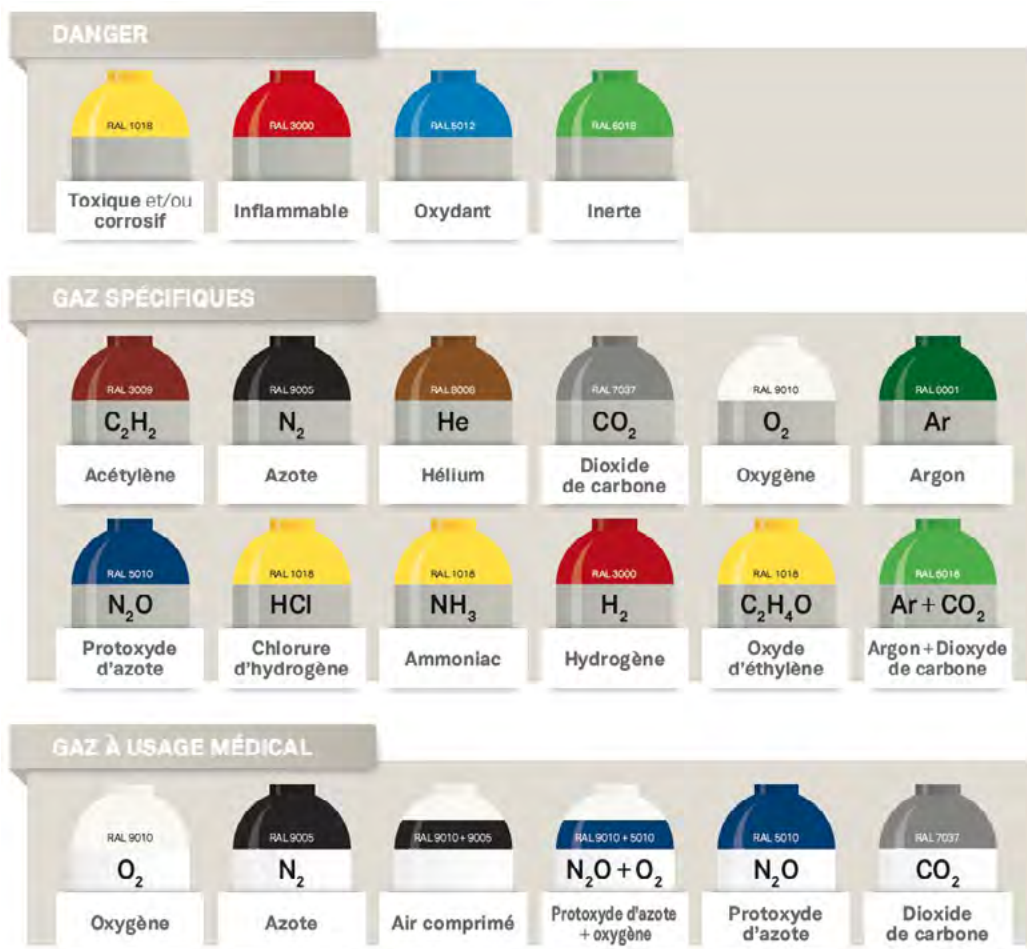 DANGER
RAL 1018
RAL 3000
RAL 5012
RAL 6018
Toxique et/ou
corrosif
Inflammable
Oxydant
Inerte
GAZ SPÉCIFIQUES
RAL 3009
RAL 9005
RAL 8008
RAL 7037
RAL 9010
RAL 6001
C₂H₂
N₂
He
CO₂
O₂
Ar
Acétylène
Azote
Hélium
Dioxide
de carbone
Oxygène
Argon
RAL 5010
RAL 1018
RAL 1018
RAL 3000
RAL 1018
RAL 6018
N₂O
HCl
NH₃
H₂
C₂H₄O
Ar + CO₂
Protoxyde
d'azote
Chlorure
d'hydrogène
Ammoniac
Hydrogène
Oxyde
d'éthylène
Argon + Dioxyde
de carbone
GAZ À USAGE MÉDICAL
RAL 9010
RAL 9005
RAL 9010 + 9005
RAL 9010 + 5010
RAL 5010
RAL 7037
O₂
N₂
N₂O + O₂
N₂O
CO₂
Oxygène
Azote
Air comprimé
Protoxyde d'azote
+ oxygène
Protoxyde
d'azote
Dioxide
de carbone